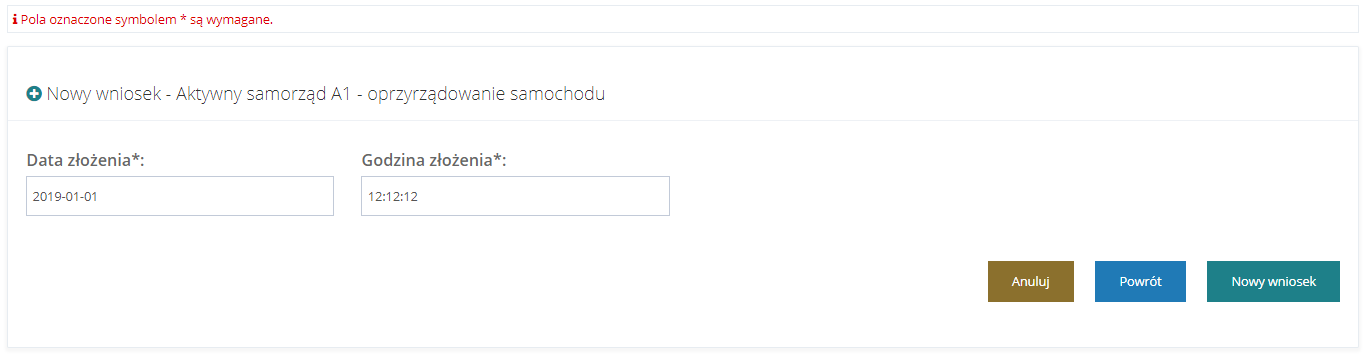 Pola oznaczone symbolem * są wymagane.
Nowy wniosek - Aktywny samorząd A1 - oprzyrządowanie samochodu
Data złożenia*: Godzina złożenia*:
2019-01-01 12:12:12
Anuluj Powrót Nowy wniosek